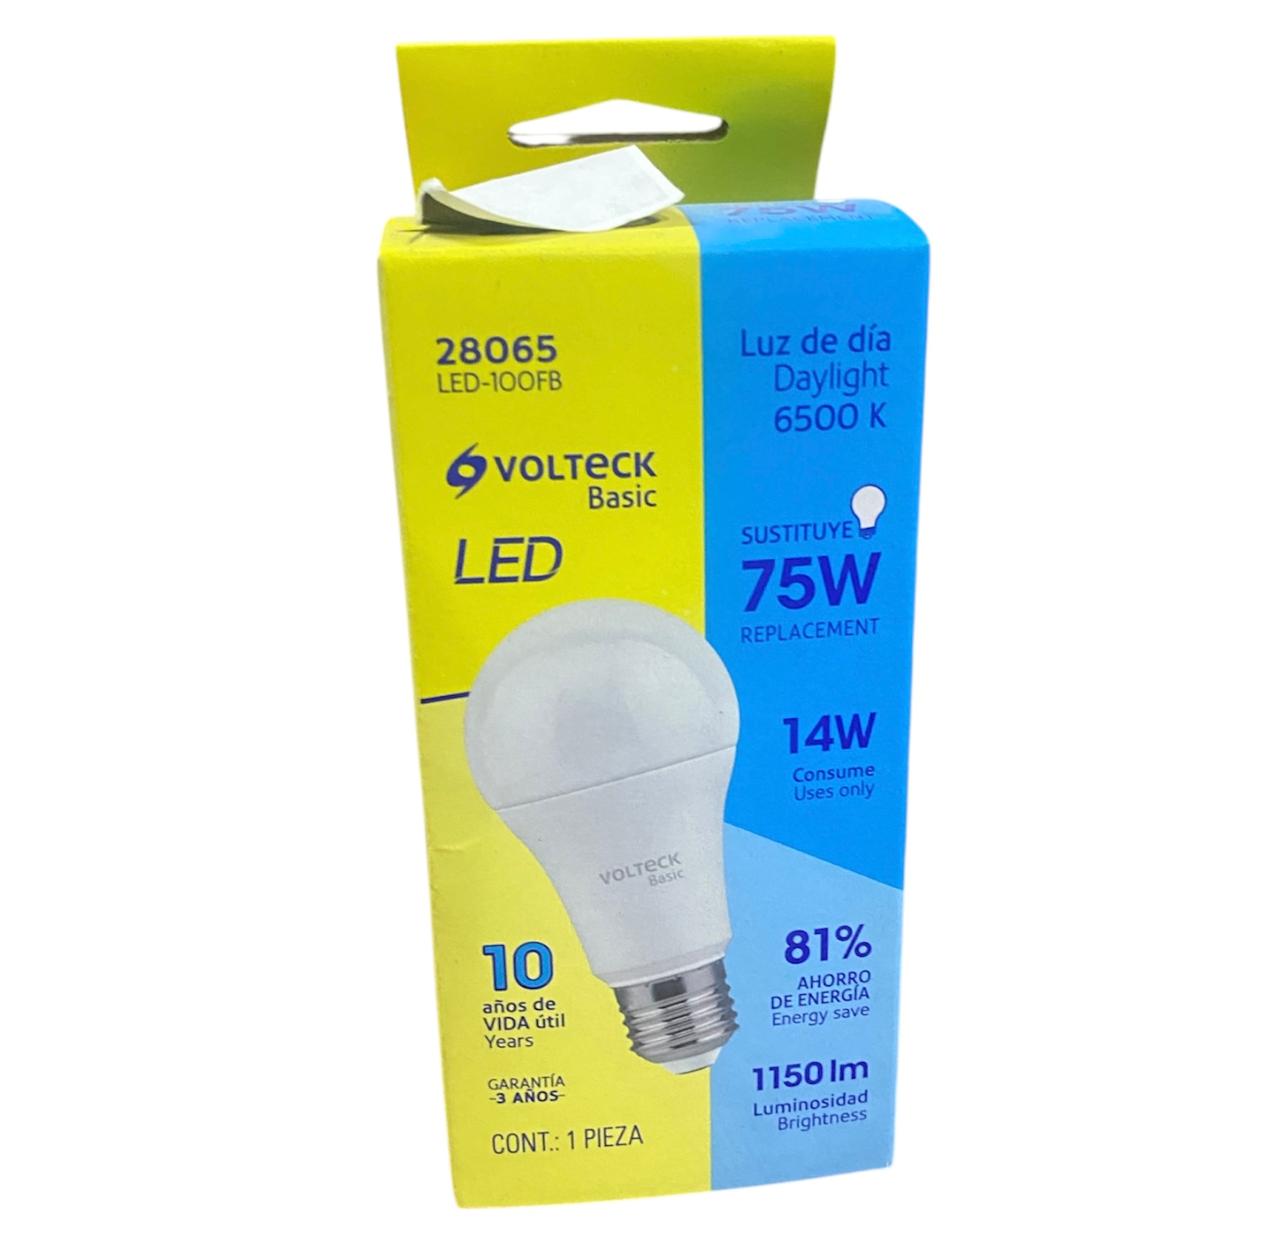 75W
REPLACEMENT
28065
LED-100FB
VOLTECK
Basic
LED
VOLTECK
Basic
10
años de
VIDA útil
Years
GARANTÍA
-3 AÑOS-
CONT.: 1 PIEZA
Luz de día
Daylight
6500 K
SUSTITUYE
75W
REPLACEMENT
14W
Consume
Uses only
81%
AHORRO
DE ENERGÍA
Energy save
1150 lm
Luminosidad
Brightness